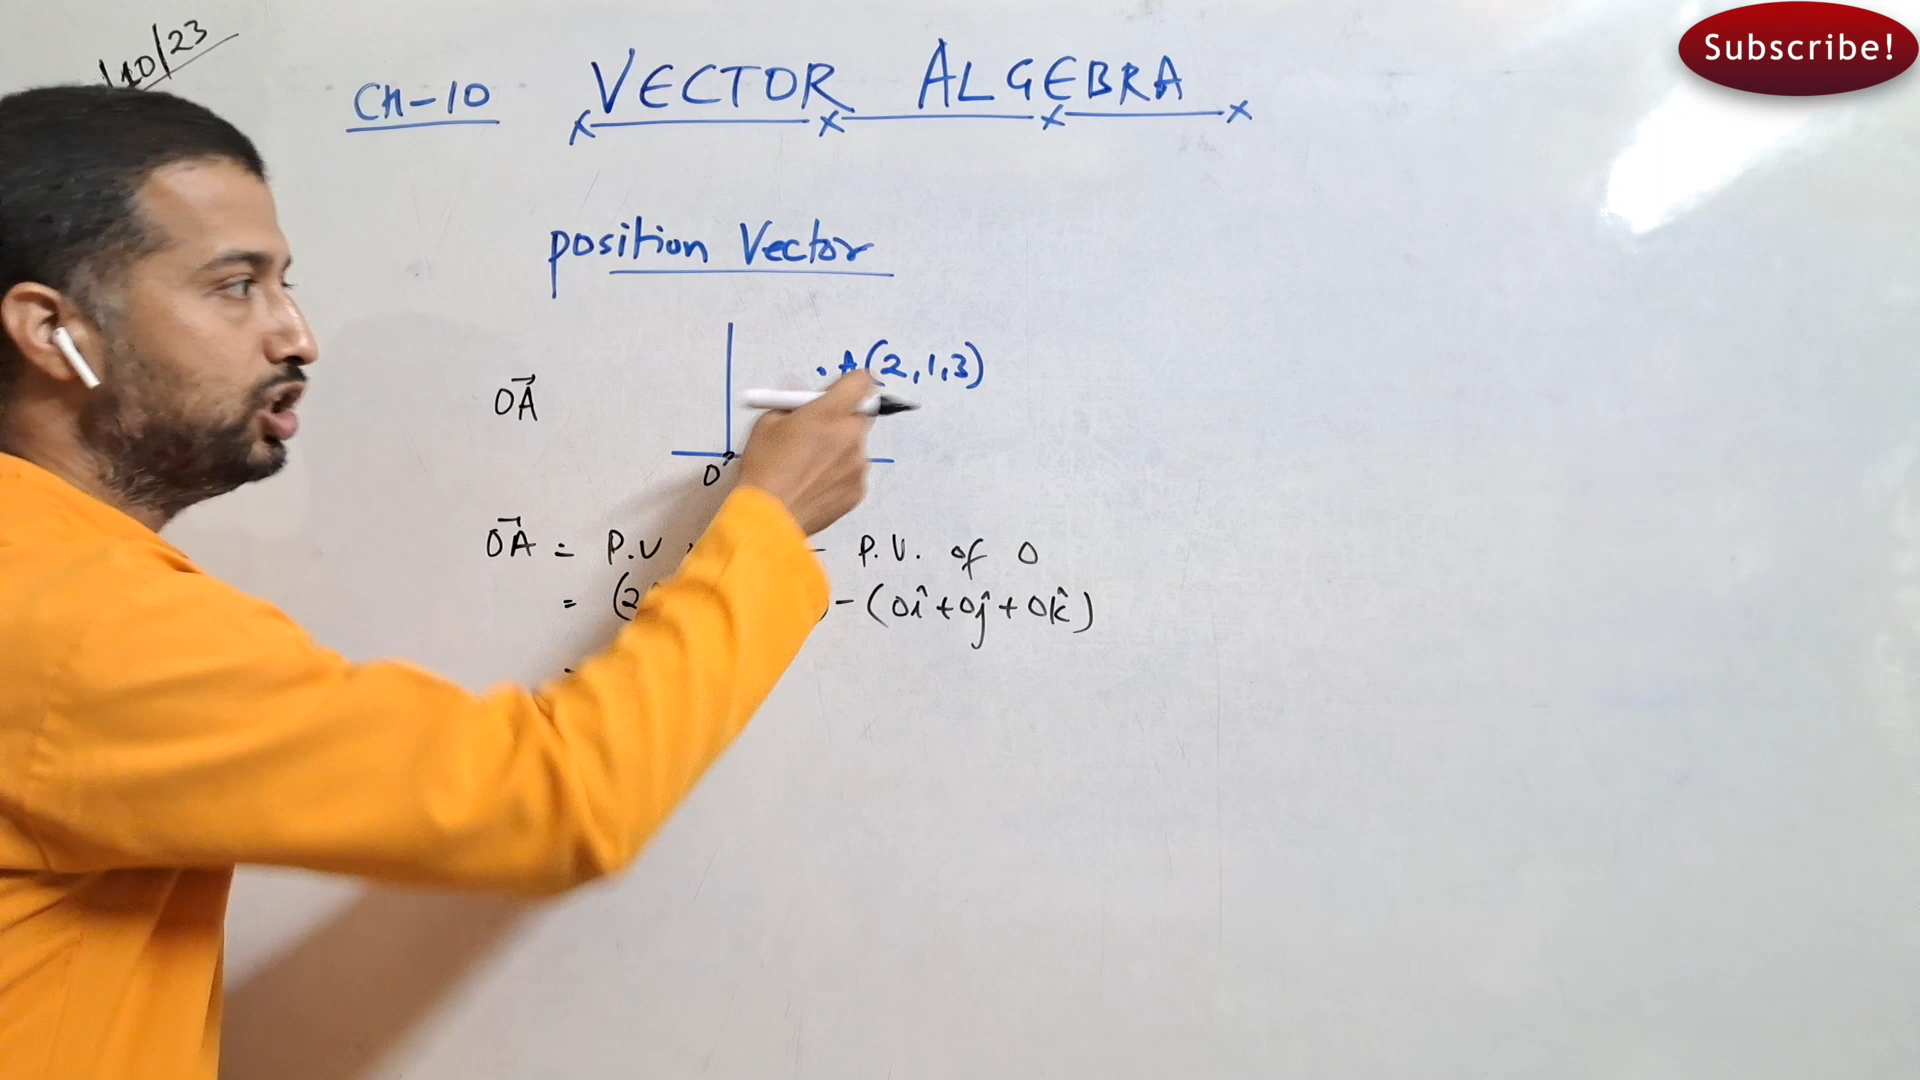 /10/23
Subscribe!
CH-10 VECTOR ALGEBRA
position Vector
A(2,1,3)
OA⃗
O
OA⃗ = P.V - P.V. of O
= (2 ) - (0î + 0ĵ + 0k̂)
=